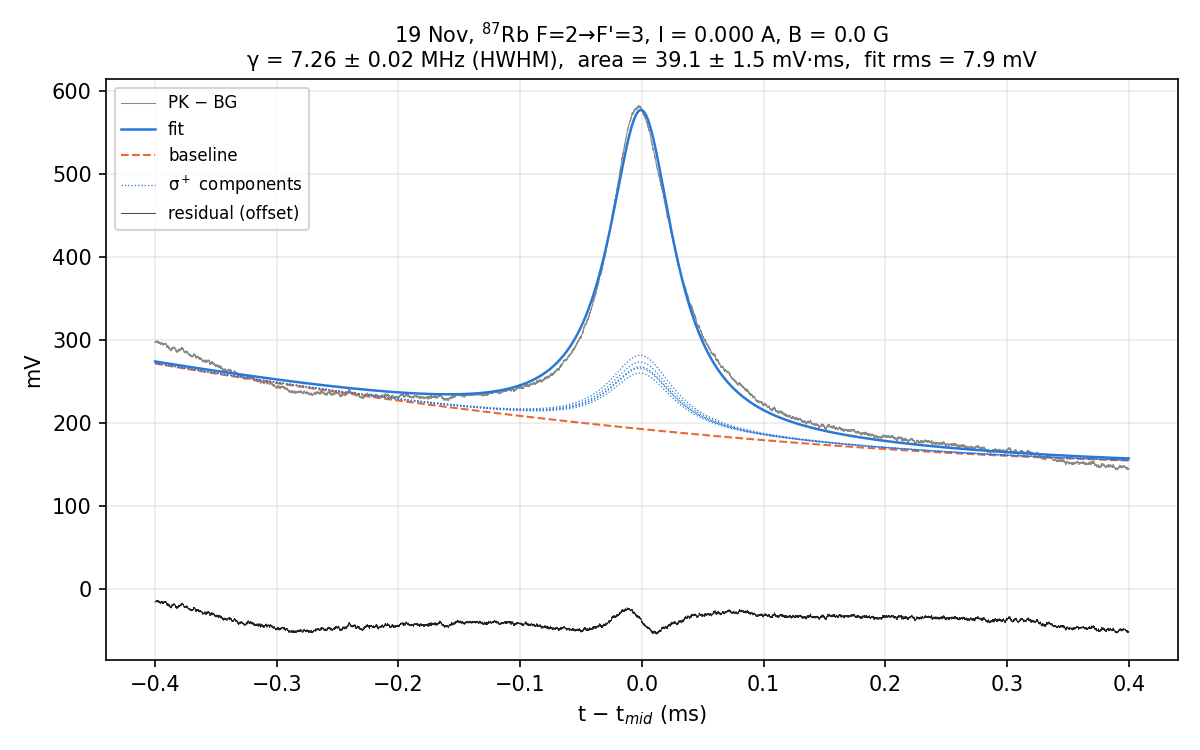 19 Nov, ⁸⁷Rb F=2→F'=3, I = 0.000 A, B = 0.0 G
γ = 7.26 ± 0.02 MHz (HWHM),  area = 39.1 ± 1.5 mV·ms,  fit rms = 7.9 mV
PK − BG
fit
baseline
σ⁺ components
residual (offset)
600
500
400
300
200
100
0
mV
−0.4
−0.3
−0.2
−0.1
0.0
0.1
0.2
0.3
0.4
t − t_mid (ms)